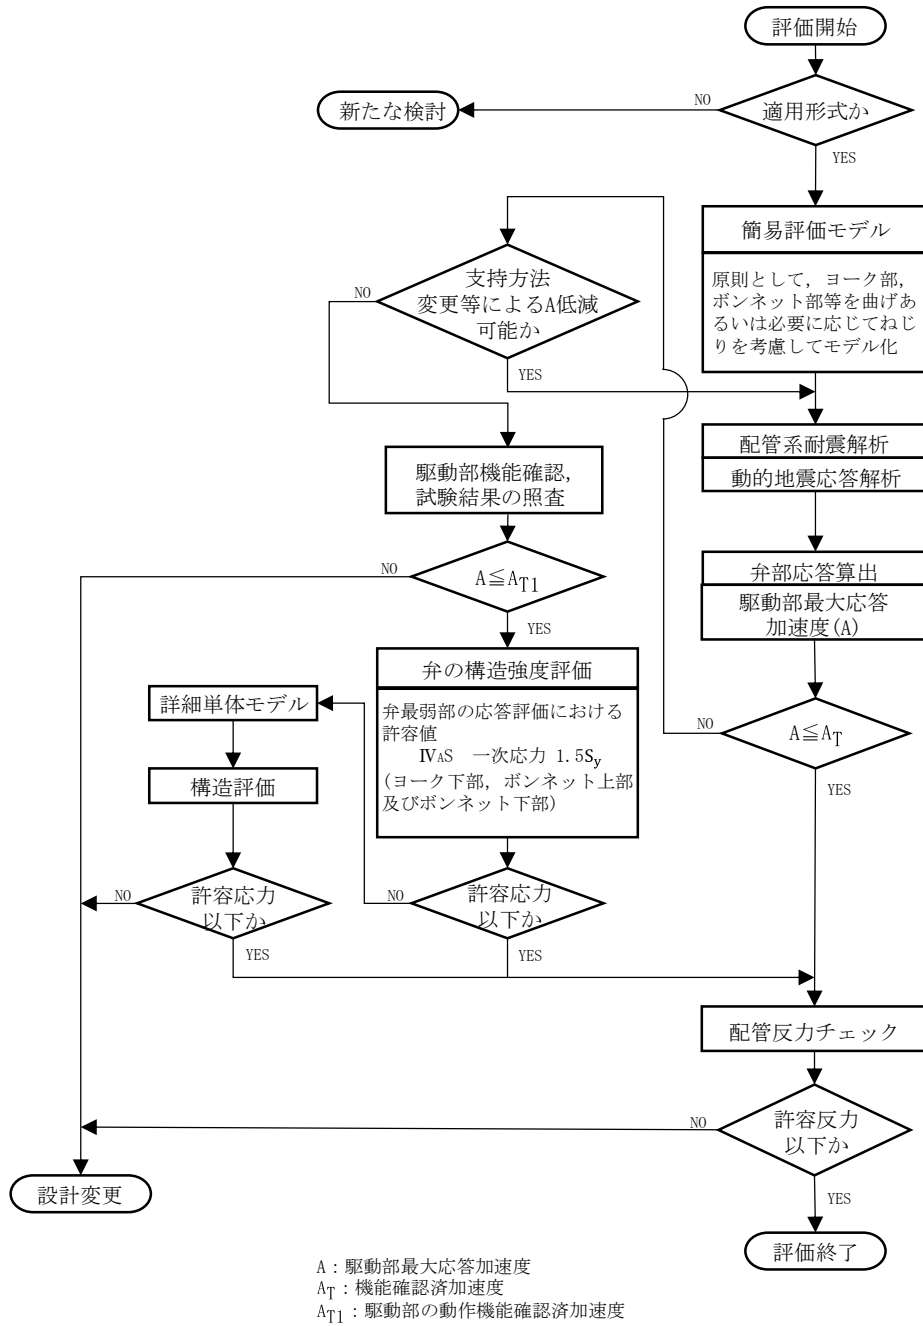 評価開始
適用形式か
NO
YES
新たな検討
簡易評価モデル
原則として，ヨーク部，
ボンネット部等を曲げあ
るいは必要に応じてねじ
りを考慮してモデル化
支持方法
変更等によるA低減
可能か
NO
YES
配管系耐震解析
動的地震応答解析
駆動部機能確認，
試験結果の照査
弁部応答算出
駆動部最大応答
加速度(A)
A≦AT1
NO
YES
弁の構造強度評価
弁最弱部の応答評価における
許容値
ⅣAS 一次応力 1.5Sy
(ヨーク下部，ボンネット上部
及びボンネット下部)
A≦AT
NO
YES
詳細単体モデル
構造評価
許容応力
以下か
NO
YES
許容応力
以下か
NO
YES
配管反力チェック
許容反力
以下か
NO
YES
設計変更
評価終了
A：駆動部最大応答加速度
AT：機能確認済加速度
AT1：駆動部の動作機能確認済加速度